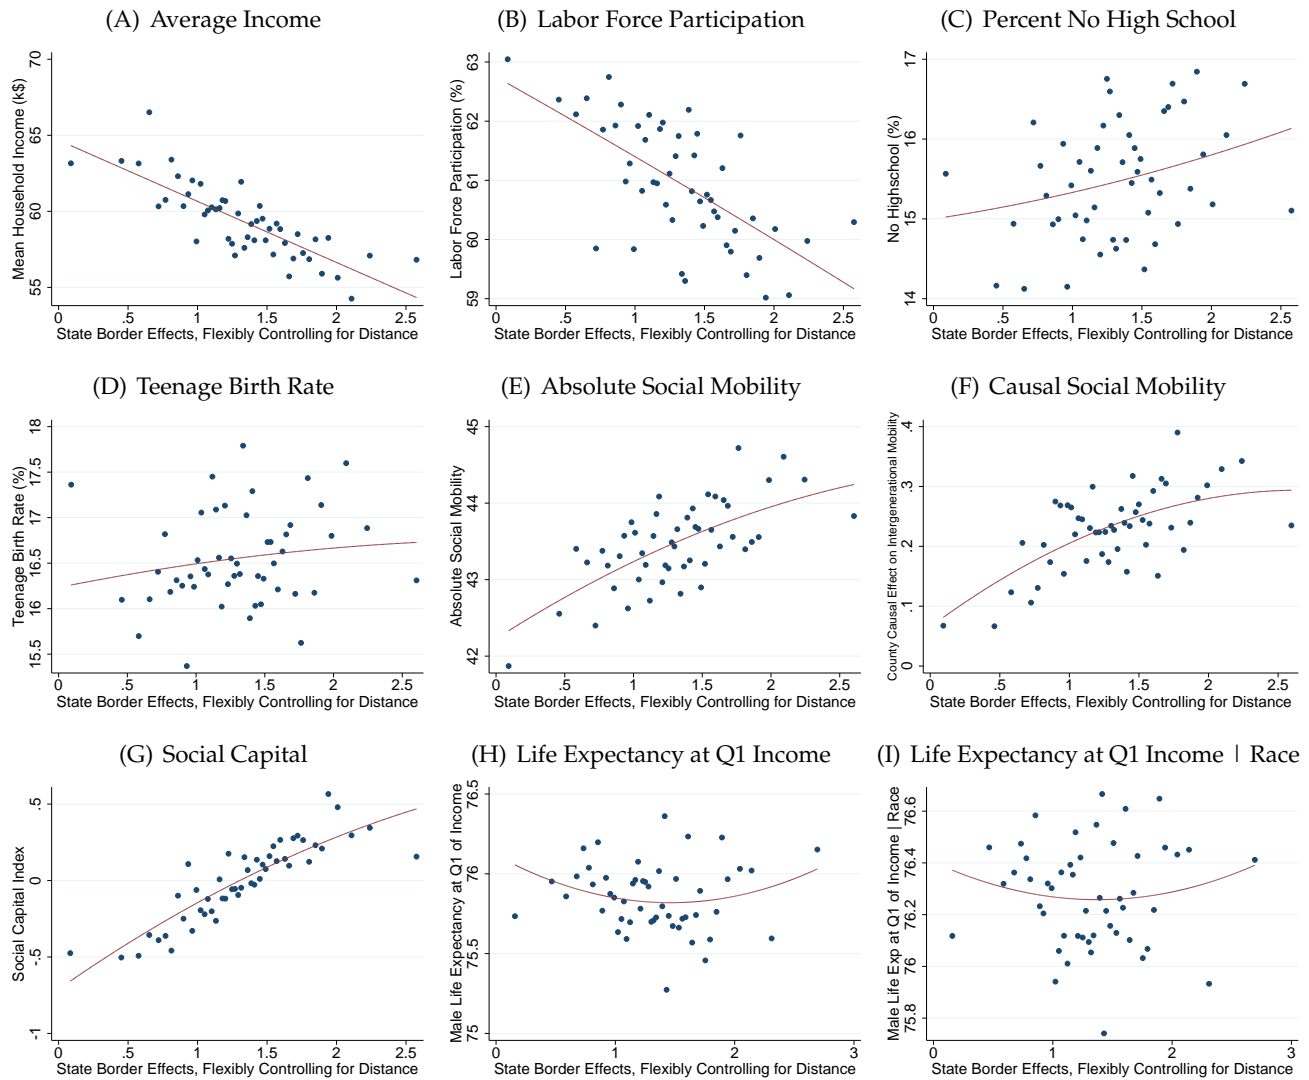 (A) Average Income
70
65
60
55
Mean Household Income (k$)
0 .5 1 1.5 2 2.5
State Border Effects, Flexibly Controlling for Distance
(B) Labor Force Participation
63
62
61
60
59
Labor Force Participation (%)
0 .5 1 1.5 2 2.5
State Border Effects, Flexibly Controlling for Distance
(C) Percent No High School
17
16
15
14
No Highschool (%)
0 .5 1 1.5 2 2.5
State Border Effects, Flexibly Controlling for Distance
(D) Teenage Birth Rate
18
17.5
17
16.5
16
15.5
Teenage Birth Rate (%)
0 .5 1 1.5 2 2.5
State Border Effects, Flexibly Controlling for Distance
(E) Absolute Social Mobility
45
44
43
42
Absolute Social Mobility
0 .5 1 1.5 2 2.5
State Border Effects, Flexibly Controlling for Distance
(F) Causal Social Mobility
.4
.3
.2
.1
0
County Causal Effect on Intergenerational Mobility
0 .5 1 1.5 2 2.5
State Border Effects, Flexibly Controlling for Distance
(G) Social Capital
.5
0
-.5
-1
Social Capital Index
0 .5 1 1.5 2 2.5
State Border Effects, Flexibly Controlling for Distance
(H) Life Expectancy at Q1 Income
76.5
76
75.5
75
Male Life Expectancy at Q1 of Income
0 1 2 3
State Border Effects, Flexibly Controlling for Distance
(I) Life Expectancy at Q1 Income | Race
76.6
76.4
76.2
76
75.8
Male Life Exp at Q1 of Income | Race
0 1 2 3
State Border Effects, Flexibly Controlling for Distance